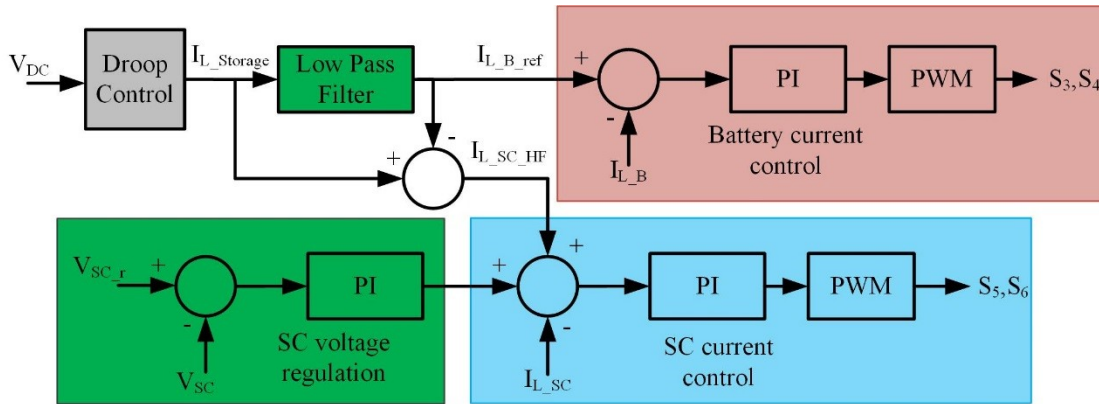 V_DC
Droop
Control
I_L_Storage
Low Pass
Filter
I_L_B_ref
+
-
PI
PWM
S_3,S_4
Battery current
control
I_L_B
-
+
I_L_SC_HF
V_SC_r
+
-
PI
SC voltage
regulation
V_SC
+
+
-
PI
PWM
S_5,S_6
SC current
control
I_L_SC